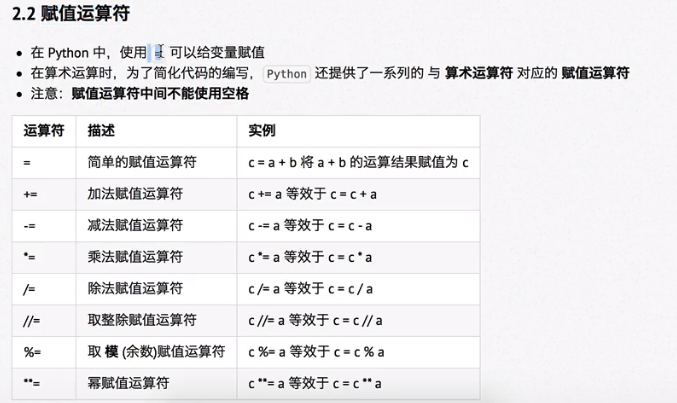 2.2 赋值运算符
• 在 Python 中，使用 可以给变量赋值
• 在算术运算时，为了简化代码的编写，Python 还提供了一系列的 与 算术运算符 对应的 赋值运算符
• 注意：赋值运算符中间不能使用空格
运算符 描述 实例
= 简单的赋值运算符 c = a + b 将 a + b 的运算结果赋值为 c
+= 加法赋值运算符 c += a 等效于 c = c + a
-= 减法赋值运算符 c -= a 等效于 c = c - a
*= 乘法赋值运算符 c *= a 等效于 c = c * a
/= 除法赋值运算符 c /= a 等效于 c = c / a
//= 取整除赋值运算符 c //= a 等效于 c = c // a
%= 取 模 (余数)赋值运算符 c %= a 等效于 c = c % a
**= 幂赋值运算符 c **= a 等效于 c = c ** a